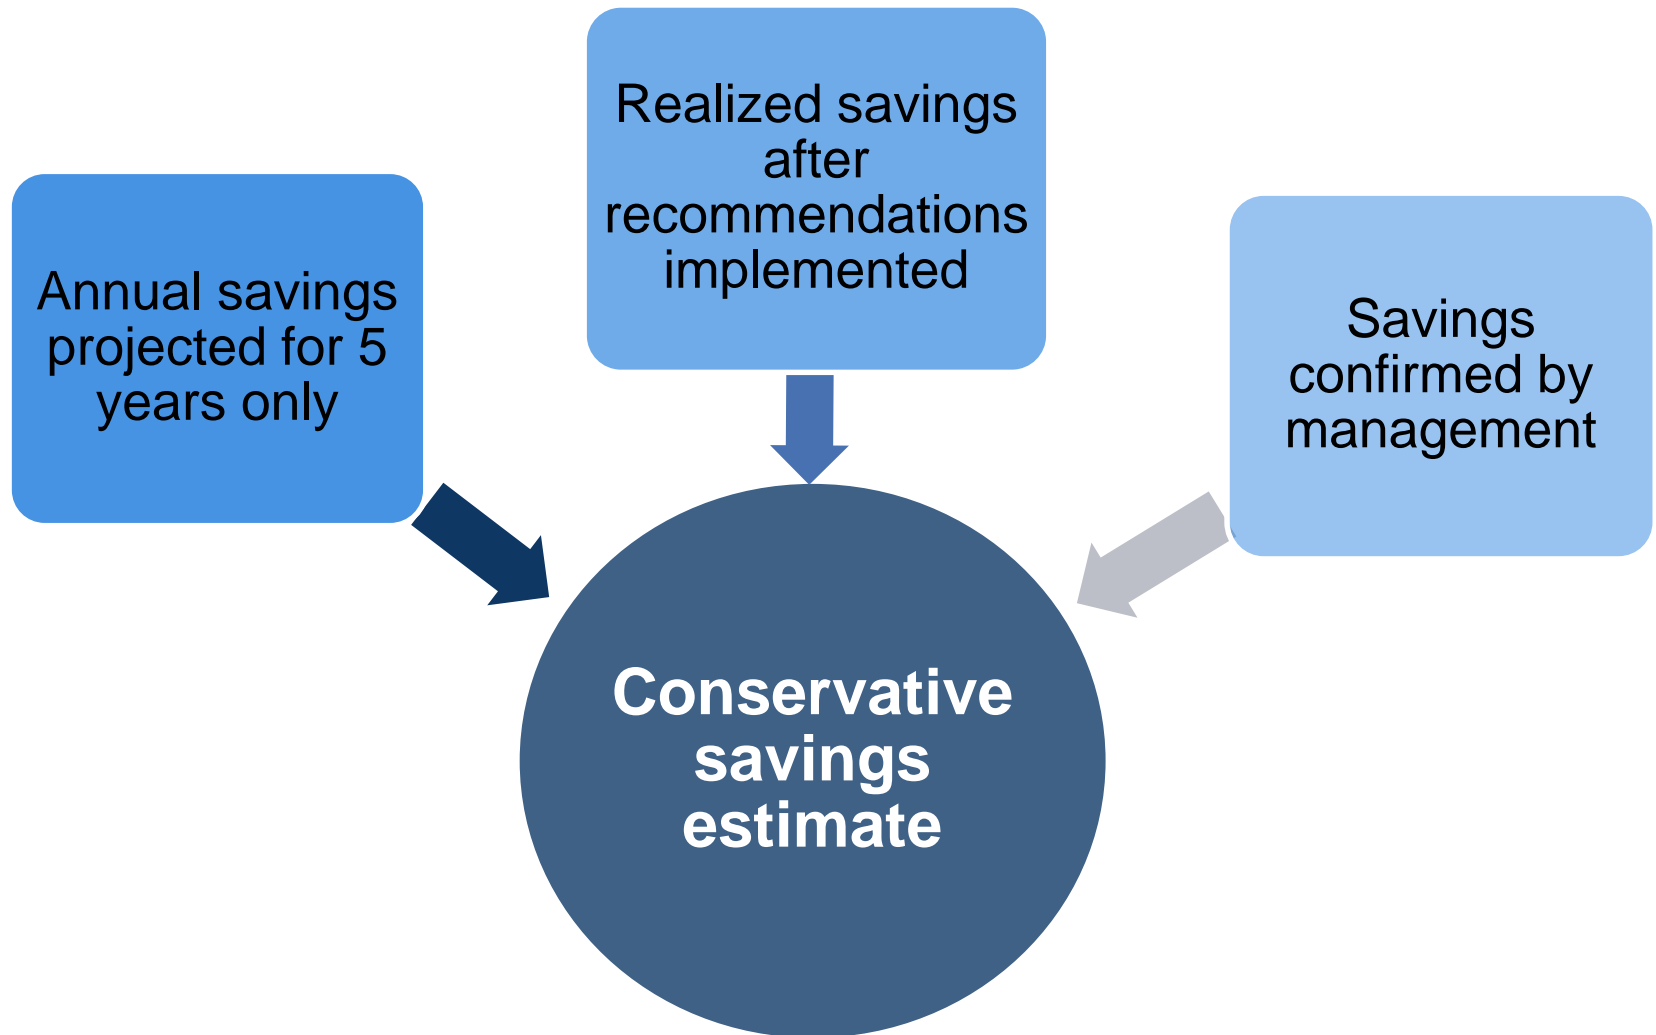 Annual savings
projected for 5
years only
Realized savings
after
recommendations
implemented
Savings
confirmed by
management
Conservative
savings
estimate